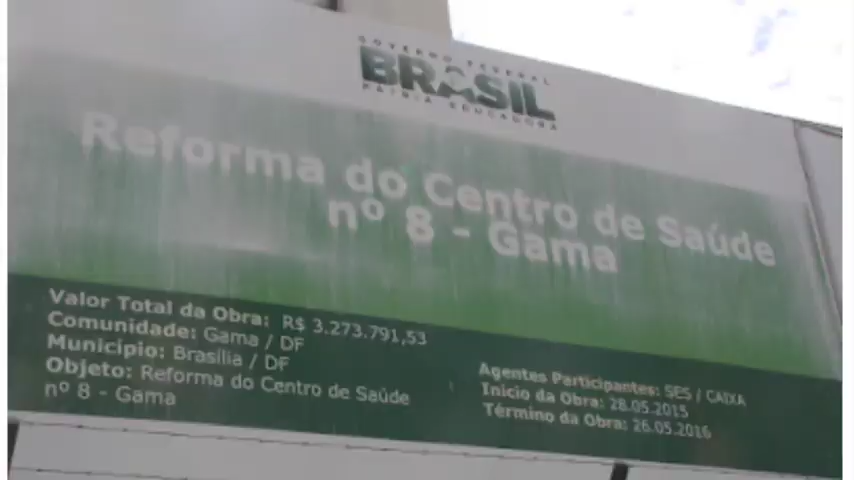 GOVERNO FEDERAL
BRASIL
PÁTRIA EDUCADORA
Reforma do Centro de Saúde
nº 8 - Gama
Valor Total da Obra: R$ 3.273.791,53
Comunidade: Gama / DF
Município: Brasília / DF
Objeto: Reforma do Centro de Saúde
nº 8 - Gama
Agentes Participantes: SES / CAIXA
Início da Obra: 28.05.2015
Término da Obra: 26.05.2016